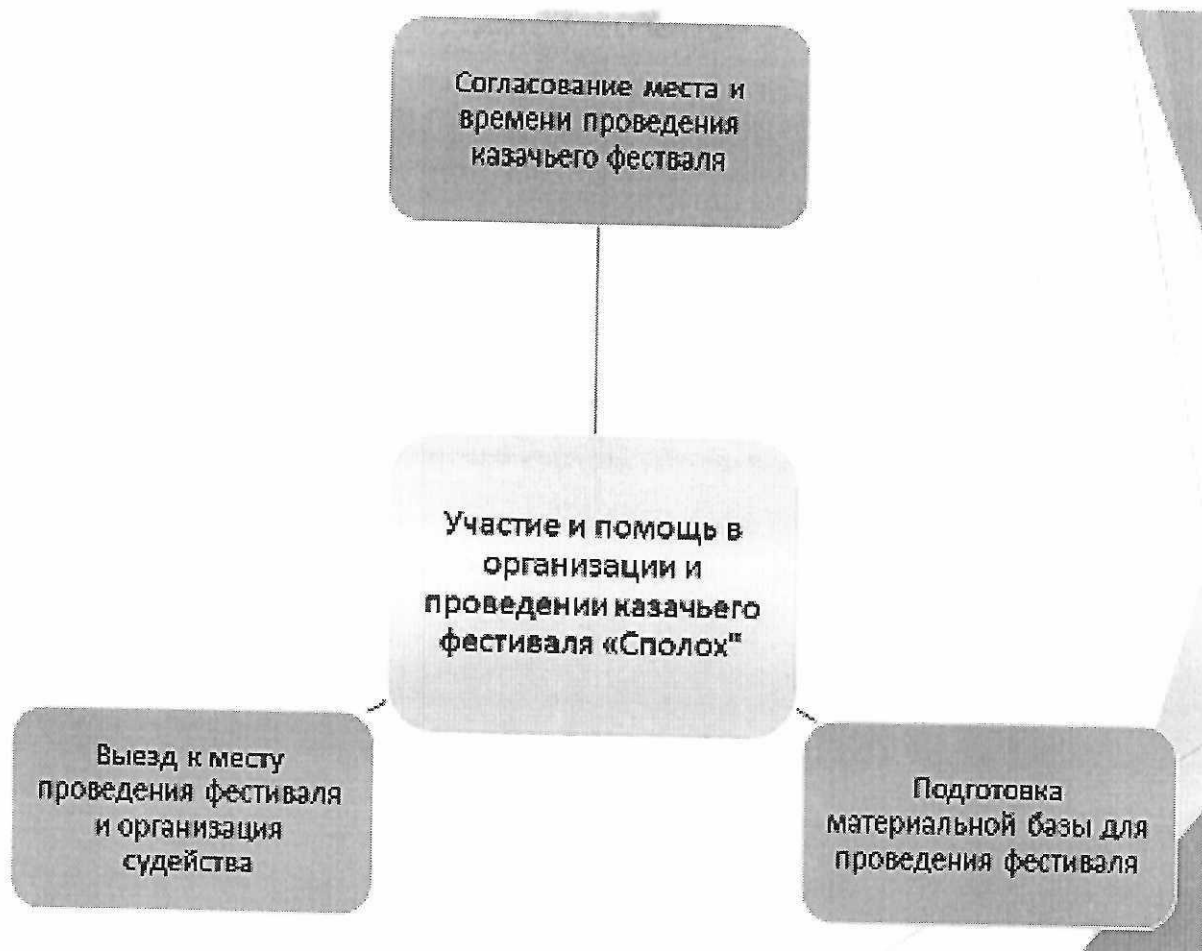 Согласование места и
времени проведения
казачьего фестваля
Участие и помощь в
организации и
проведении казачьего
фестиваля «Сполох"
Выезд к месту
проведения фестиваля
и организация
судейства
Подготовка
материальной базы для
проведения фестиваля